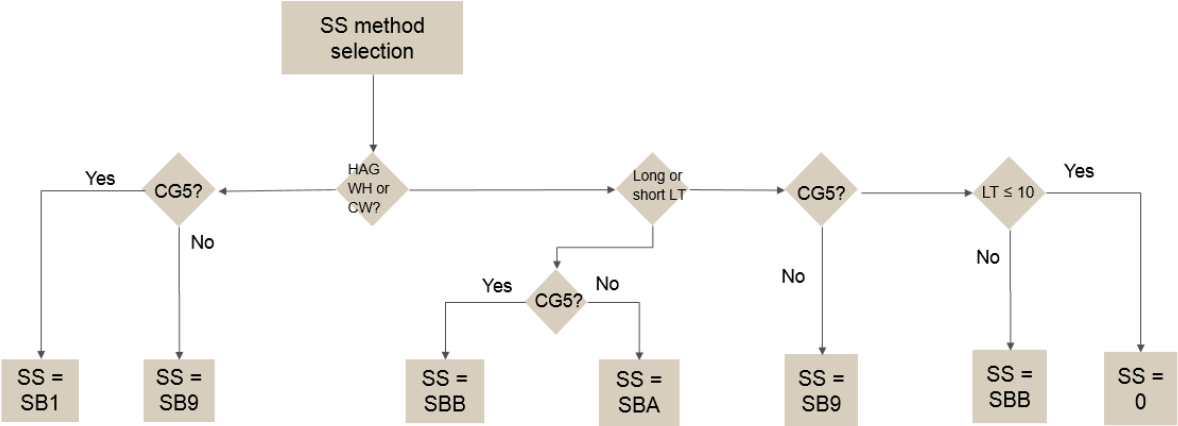 SS method
selection
HAG
WH or
CW?
Long or
short LT
CG5?
CG5?
LT ≤ 10
Yes
Yes
No
CG5?
Yes
No
No
No
SS =
SB1
SS =
SB9
SS =
SBB
SS =
SBA
SS =
SB9
SS =
SBB
SS =
0